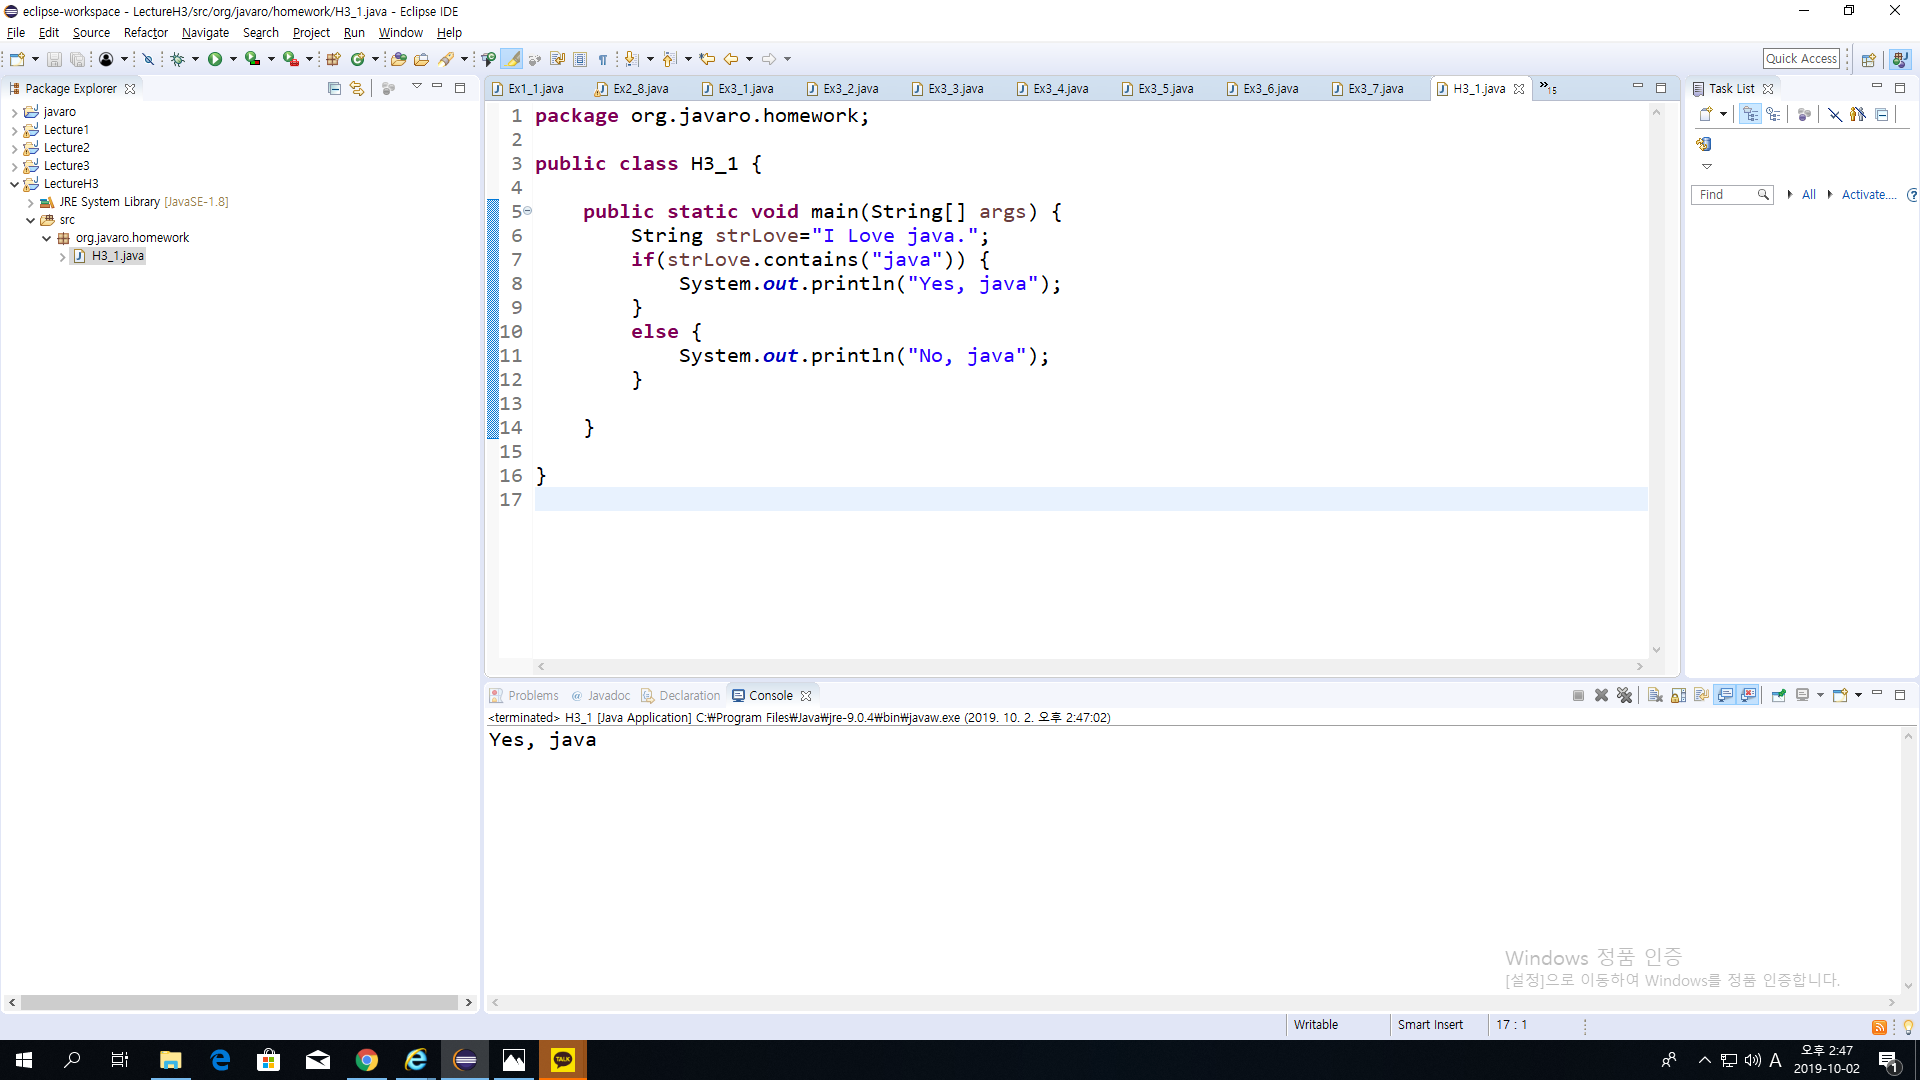 eclipse-workspace - LectureH3/src/org/javaro/homework/H3_1.java - Eclipse IDE
File Edit Source Refactor Navigate Search Project Run Window Help
Quick Access
Package Explorer
javaro
Lecture1
Lecture2
Lecture3
LectureH3
JRE System Library [JavaSE-1.8]
src
org.javaro.homework
H3_1.java
Ex1_1.java Ex2_8.java Ex3_1.java Ex3_2.java Ex3_3.java Ex3_4.java Ex3_5.java Ex3_6.java Ex3_7.java H3_1.java »15
1 package org.javaro.homework;
2
3 public class H3_1 {
4
5 public static void main(String[] args) {
6 String strLove="I Love java.";
7 if(strLove.contains("java")) {
8 System.out.println("Yes, java");
9 }
10 else {
11 System.out.println("No, java");
12 }
13
14 }
15
16 }
17
Task List
Find All Activate...
Problems @ Javadoc Declaration Console
<terminated> H3_1 [Java Application] C:₩Program Files₩Java₩jre-9.0.4₩bin₩javaw.exe (2019. 10. 2. 오후 2:47:02)
Yes, java
Windows 정품 인증
[설정]으로 이동하여 Windows를 정품 인증합니다.
Writable Smart Insert 17 : 1
TALK
A
오후 2:47
2019-10-02
1